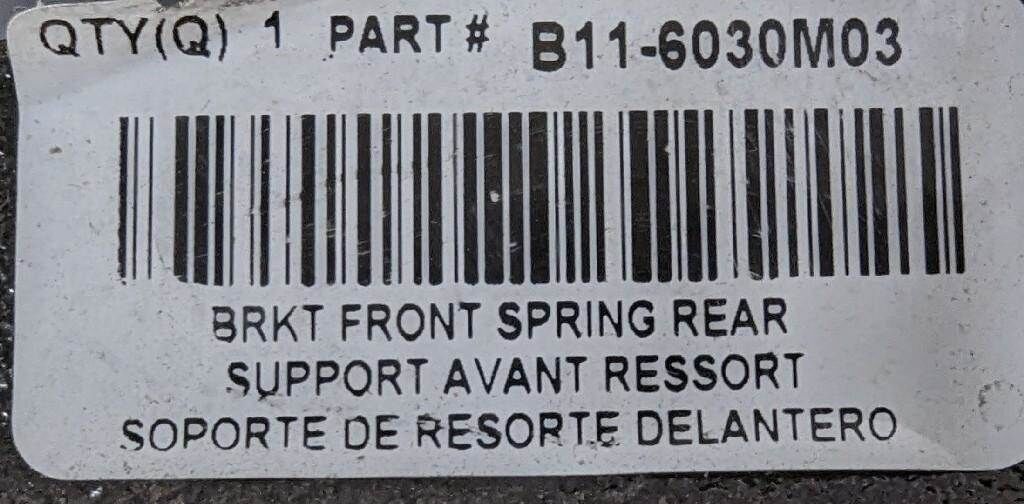 QTY(Q) 1 PART # B11-6030M03
BRKT FRONT SPRING REAR
SUPPORT AVANT RESSORT
SOPORTE DE RESORTE DELANTERO